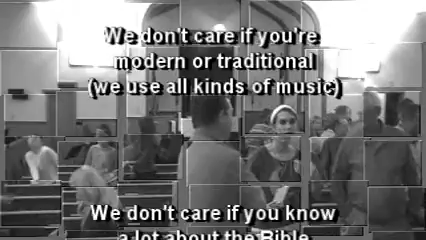 We don't care if you're
modern or traditional
(we use all kinds of music)
We don't care if you know
a lot about the Bible